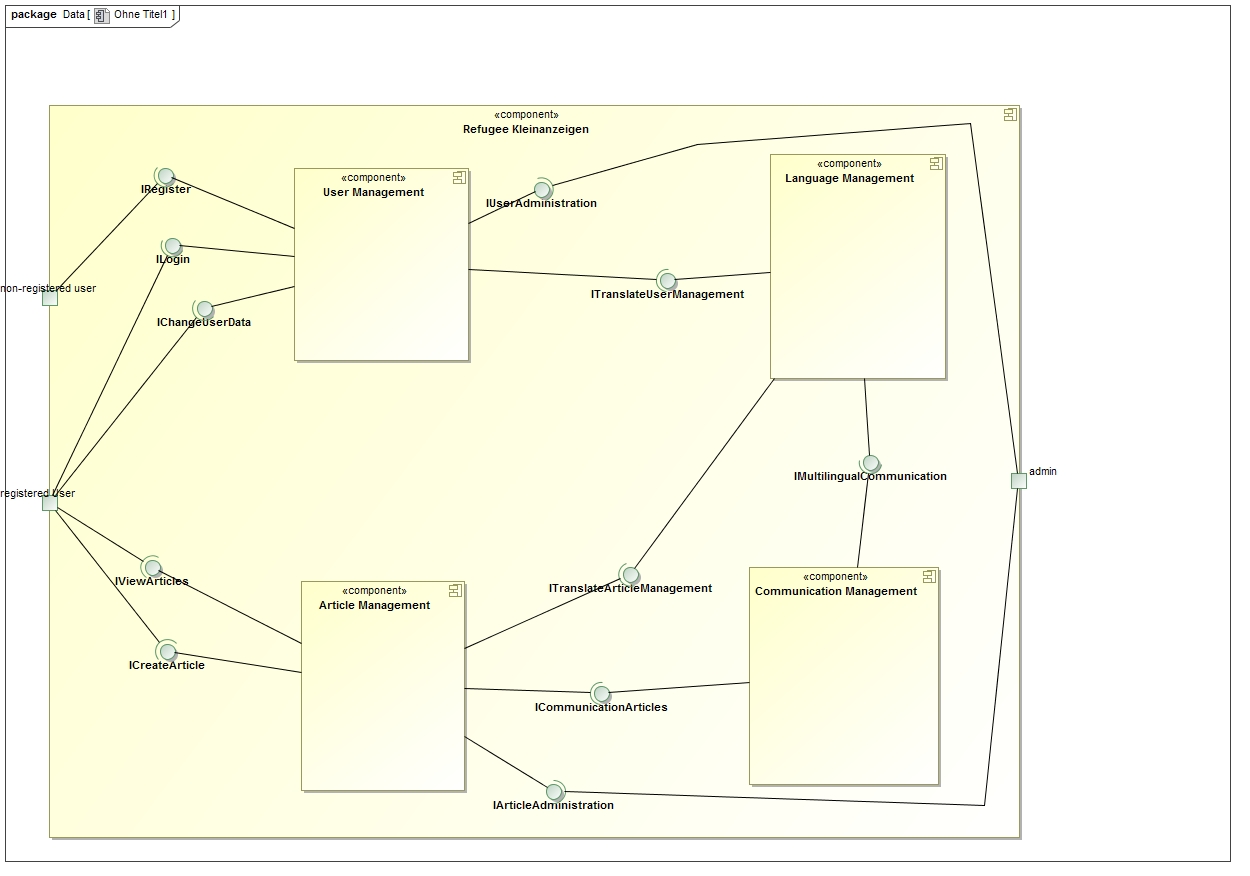 package Data [ Ohne Titel1 ]
«component»
Refugee Kleinanzeigen
«component»
User Management
«component»
Language Management
IRegister
IUserAdministration
ILogin
ITranslateUserManagement
non-registered user
IChangeUserData
admin
IMultilingualCommunication
registered User
IViewArticles
«component»
Article Management
ITranslateArticleManagement
«component»
Communication Management
ICreateArticle
ICommunicationArticles
IArticleAdministration